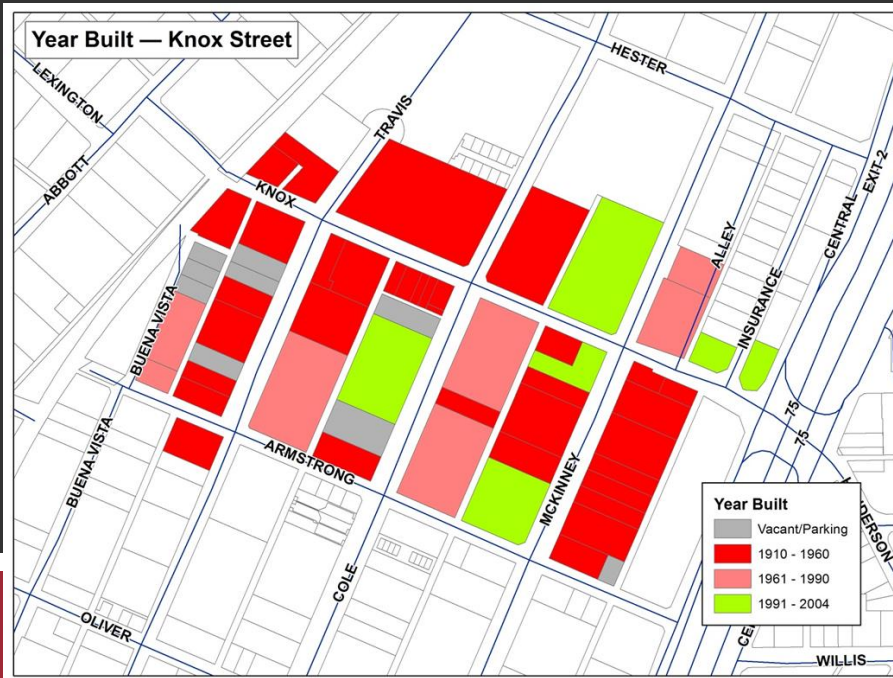 Year Built — Knox Street
HESTER
LEXINGTON
TRAVIS
ABBOTT
EXIT 2
KNOX
CENTRAL
ALLEY
INSURANCE
BUENA VISTA
75
75
ARMSTRONG
BUENA VISTA
MCKINNEY
COLE
OLIVER
WILLIS
Year Built
Vacant/Parking
1910 - 1960
1961 - 1990
1991 - 2004